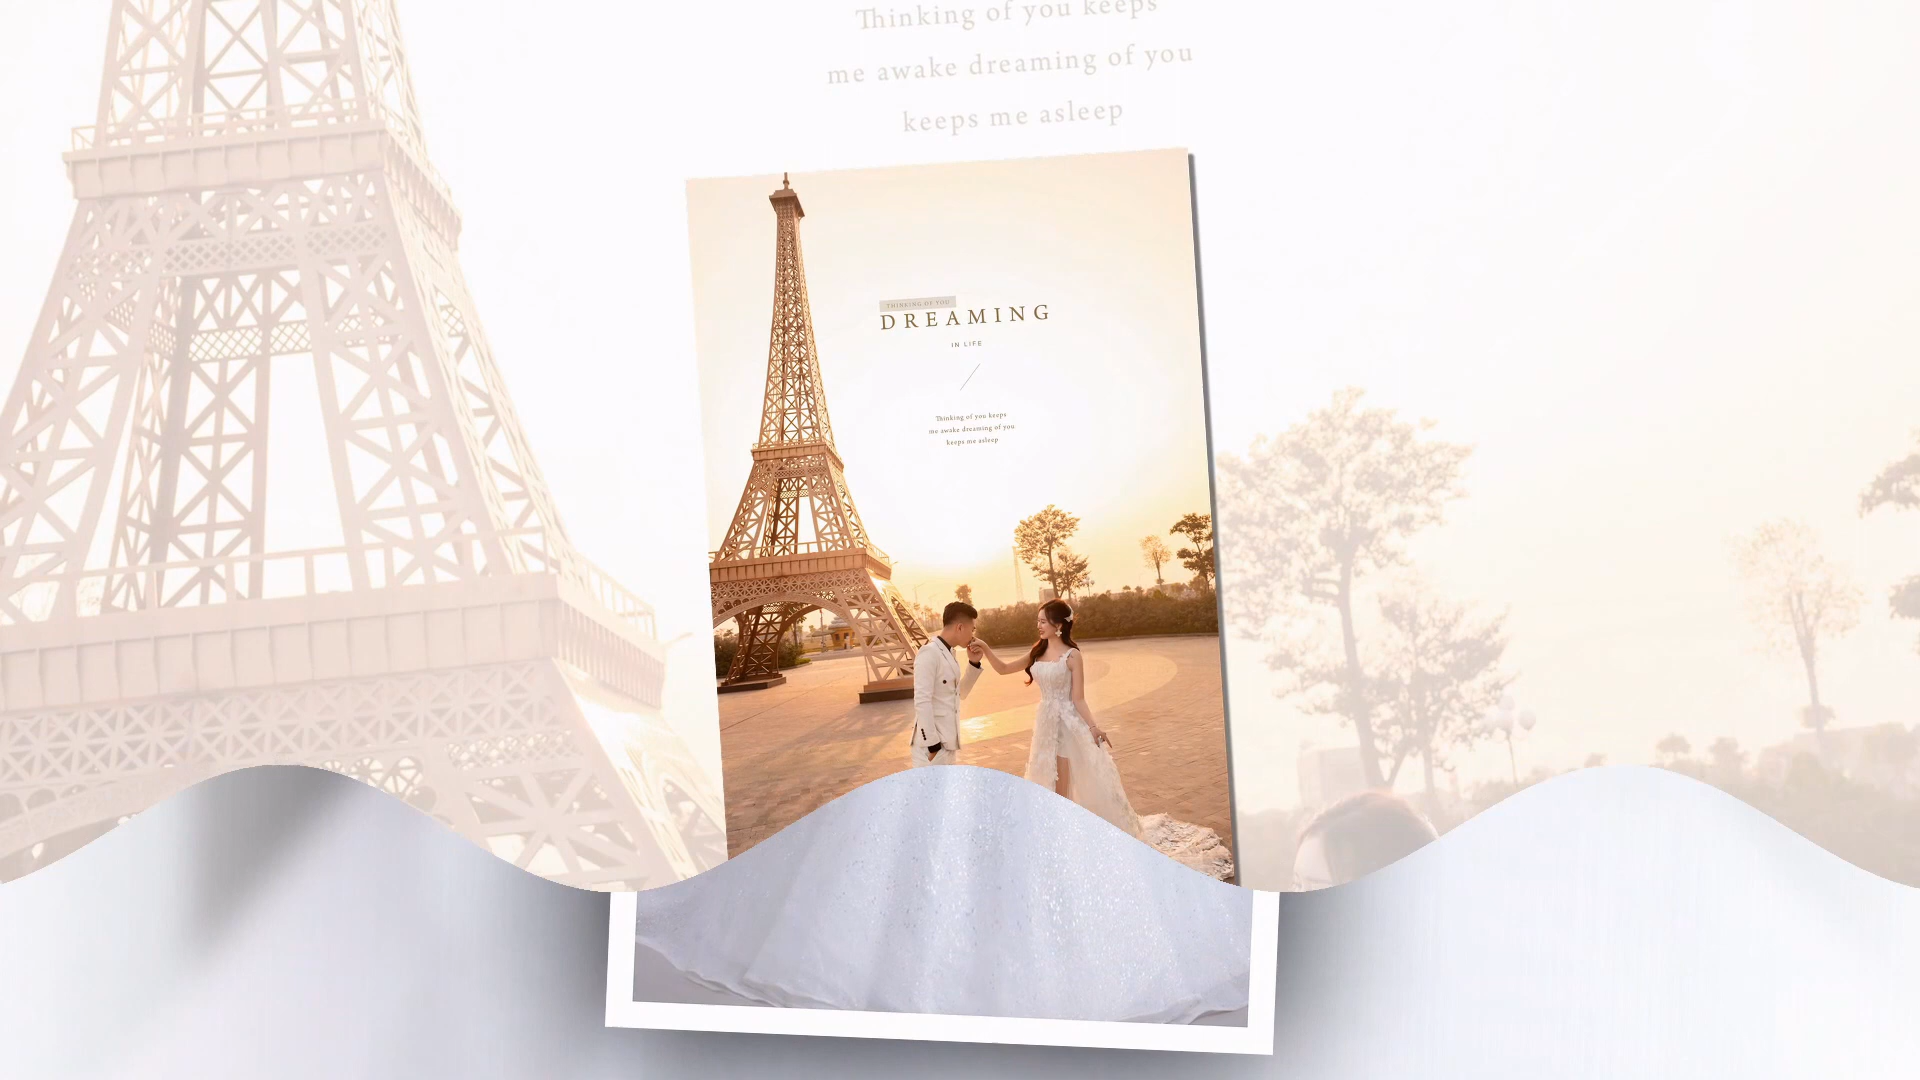 Thinking of you keeps
me awake dreaming of you
keeps me asleep
THINKING OF YOU
DREAMING
IN LIFE
Thinking of you keeps
me awake dreaming of you
keeps me asleep